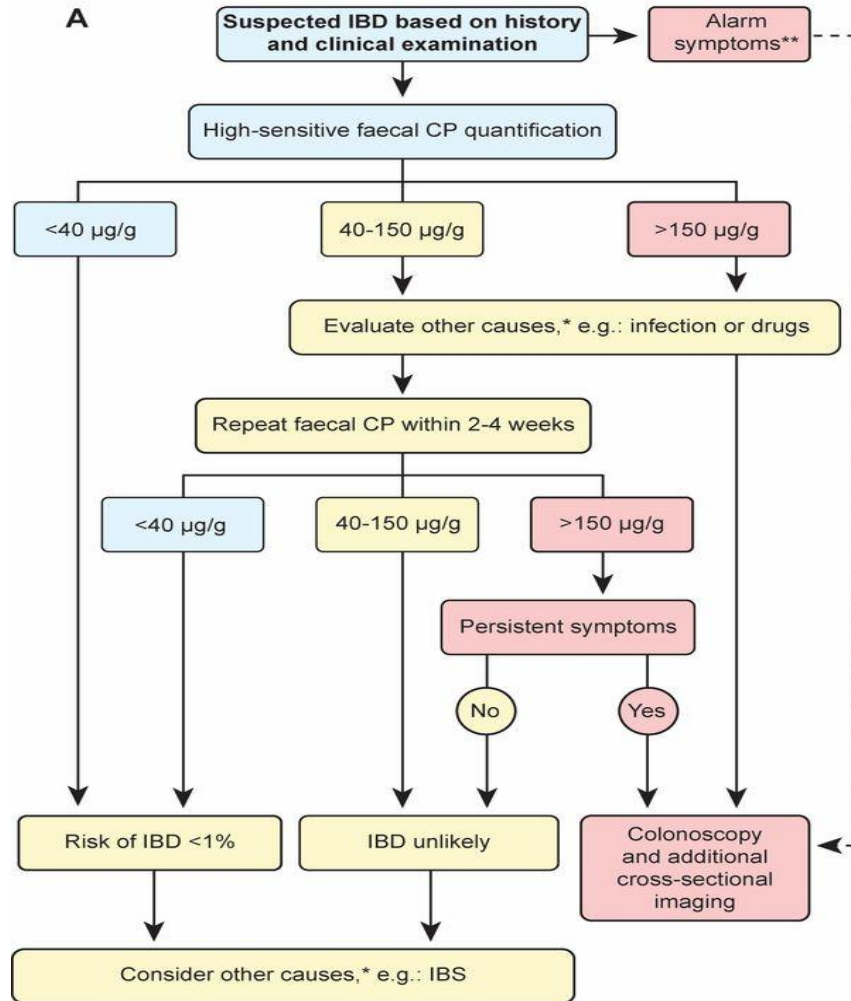 A
Suspected IBD based on history
and clinical examination
Alarm
symptoms**
High-sensitive faecal CP quantification
<40 µg/g
40-150 µg/g
>150 µg/g
Evaluate other causes,* e.g.: infection or drugs
Repeat faecal CP within 2-4 weeks
<40 µg/g
40-150 µg/g
>150 µg/g
Persistent symptoms
No
Yes
Risk of IBD <1%
IBD unlikely
Colonoscopy
and additional
cross-sectional
imaging
Consider other causes,* e.g.: IBS